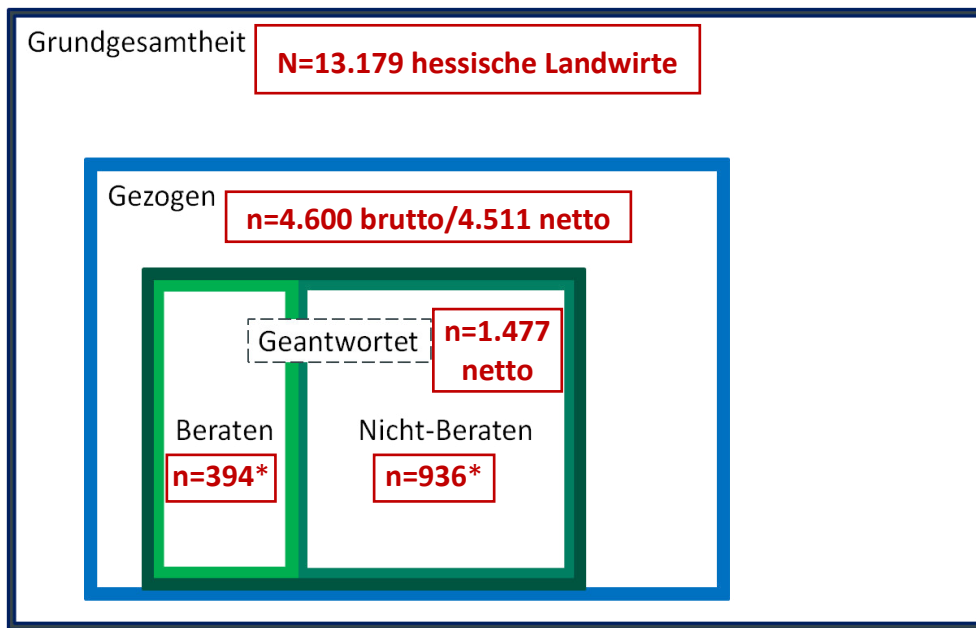 Grundgesamtheit
N=13.179 hessische Landwirte
Gezogen
n=4.600 brutto/4.511 netto
Geantwortet
n=1.477
netto
Beraten
n=394*
Nicht-Beraten
n=936*